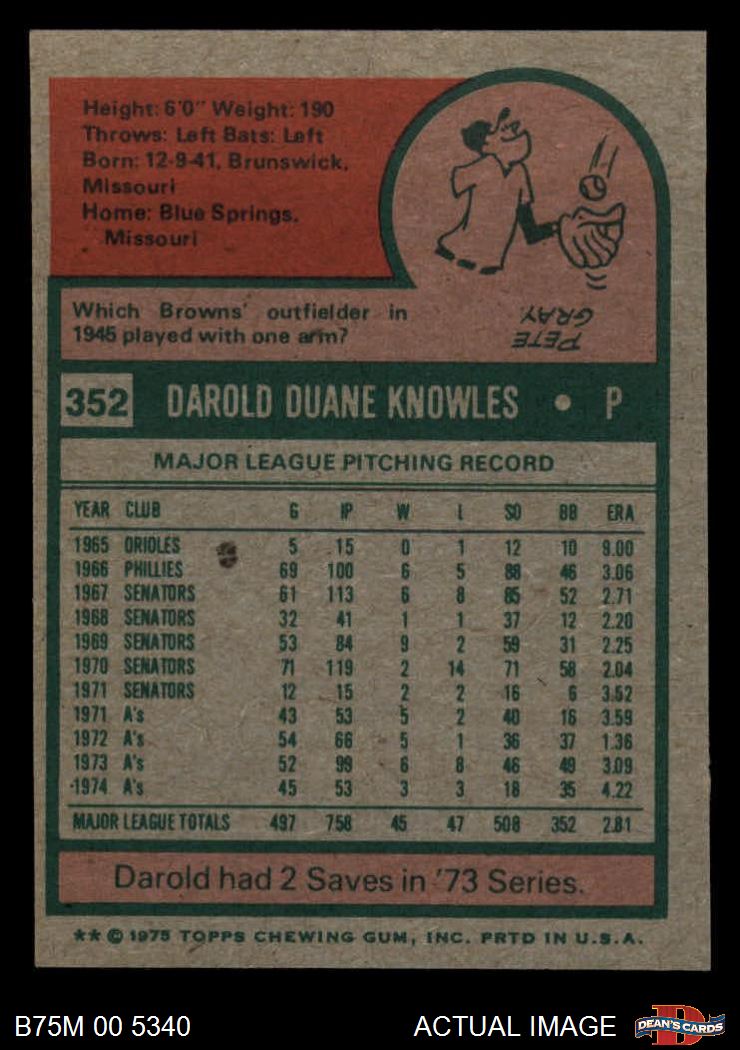 Height: 6'0" Weight: 190
Throws: Left Bats: Left
Born: 12-9-41, Brunswick,
Missouri
Home: Blue Springs,
Missouri
Which Browns' outfielder in
1945 played with one arm?
PETE
GRAY
352 DAROLD DUANE KNOWLES • P
MAJOR LEAGUE PITCHING RECORD
YEAR CLUB G IP W L SO BB ERA
1965 ORIOLES 5 15 0 1 12 10 9.00
1966 PHILLIES 69 100 6 5 88 46 3.06
1967 SENATORS 61 113 6 8 85 52 2.71
1968 SENATORS 32 41 1 1 37 12 2.20
1969 SENATORS 53 84 9 2 59 31 2.25
1970 SENATORS 71 119 2 14 71 58 2.04
1971 SENATORS 12 15 2 2 16 6 3.52
1971 A's 43 53 5 2 40 16 3.59
1972 A's 54 66 5 1 36 37 1.36
1973 A's 52 99 6 8 46 49 3.09
1974 A's 45 53 3 3 18 35 4.22
MAJOR LEAGUE TOTALS 497 758 45 47 508 352 2.81
Darold had 2 Saves in '73 Series.
** © 1975 TOPPS CHEWING GUM, INC. PRTD IN U.S.A.
B75M 00 5340 ACTUAL IMAGE
D
DEAN'S CARDS